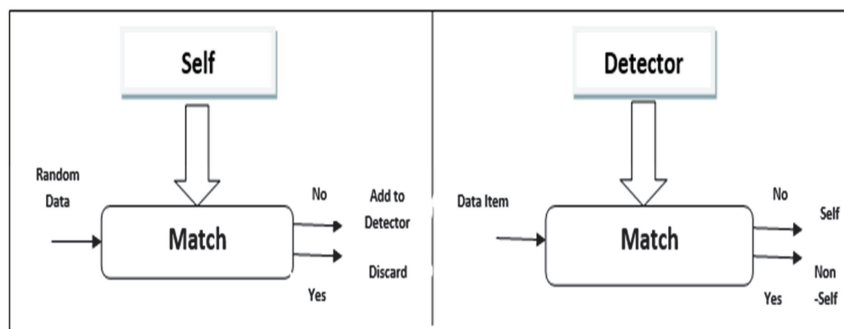 Self
Random
Data
Match
No
Add to
Detector
Discard
Yes
Detector
Data Item
Match
No
Self
Non
-Self
Yes